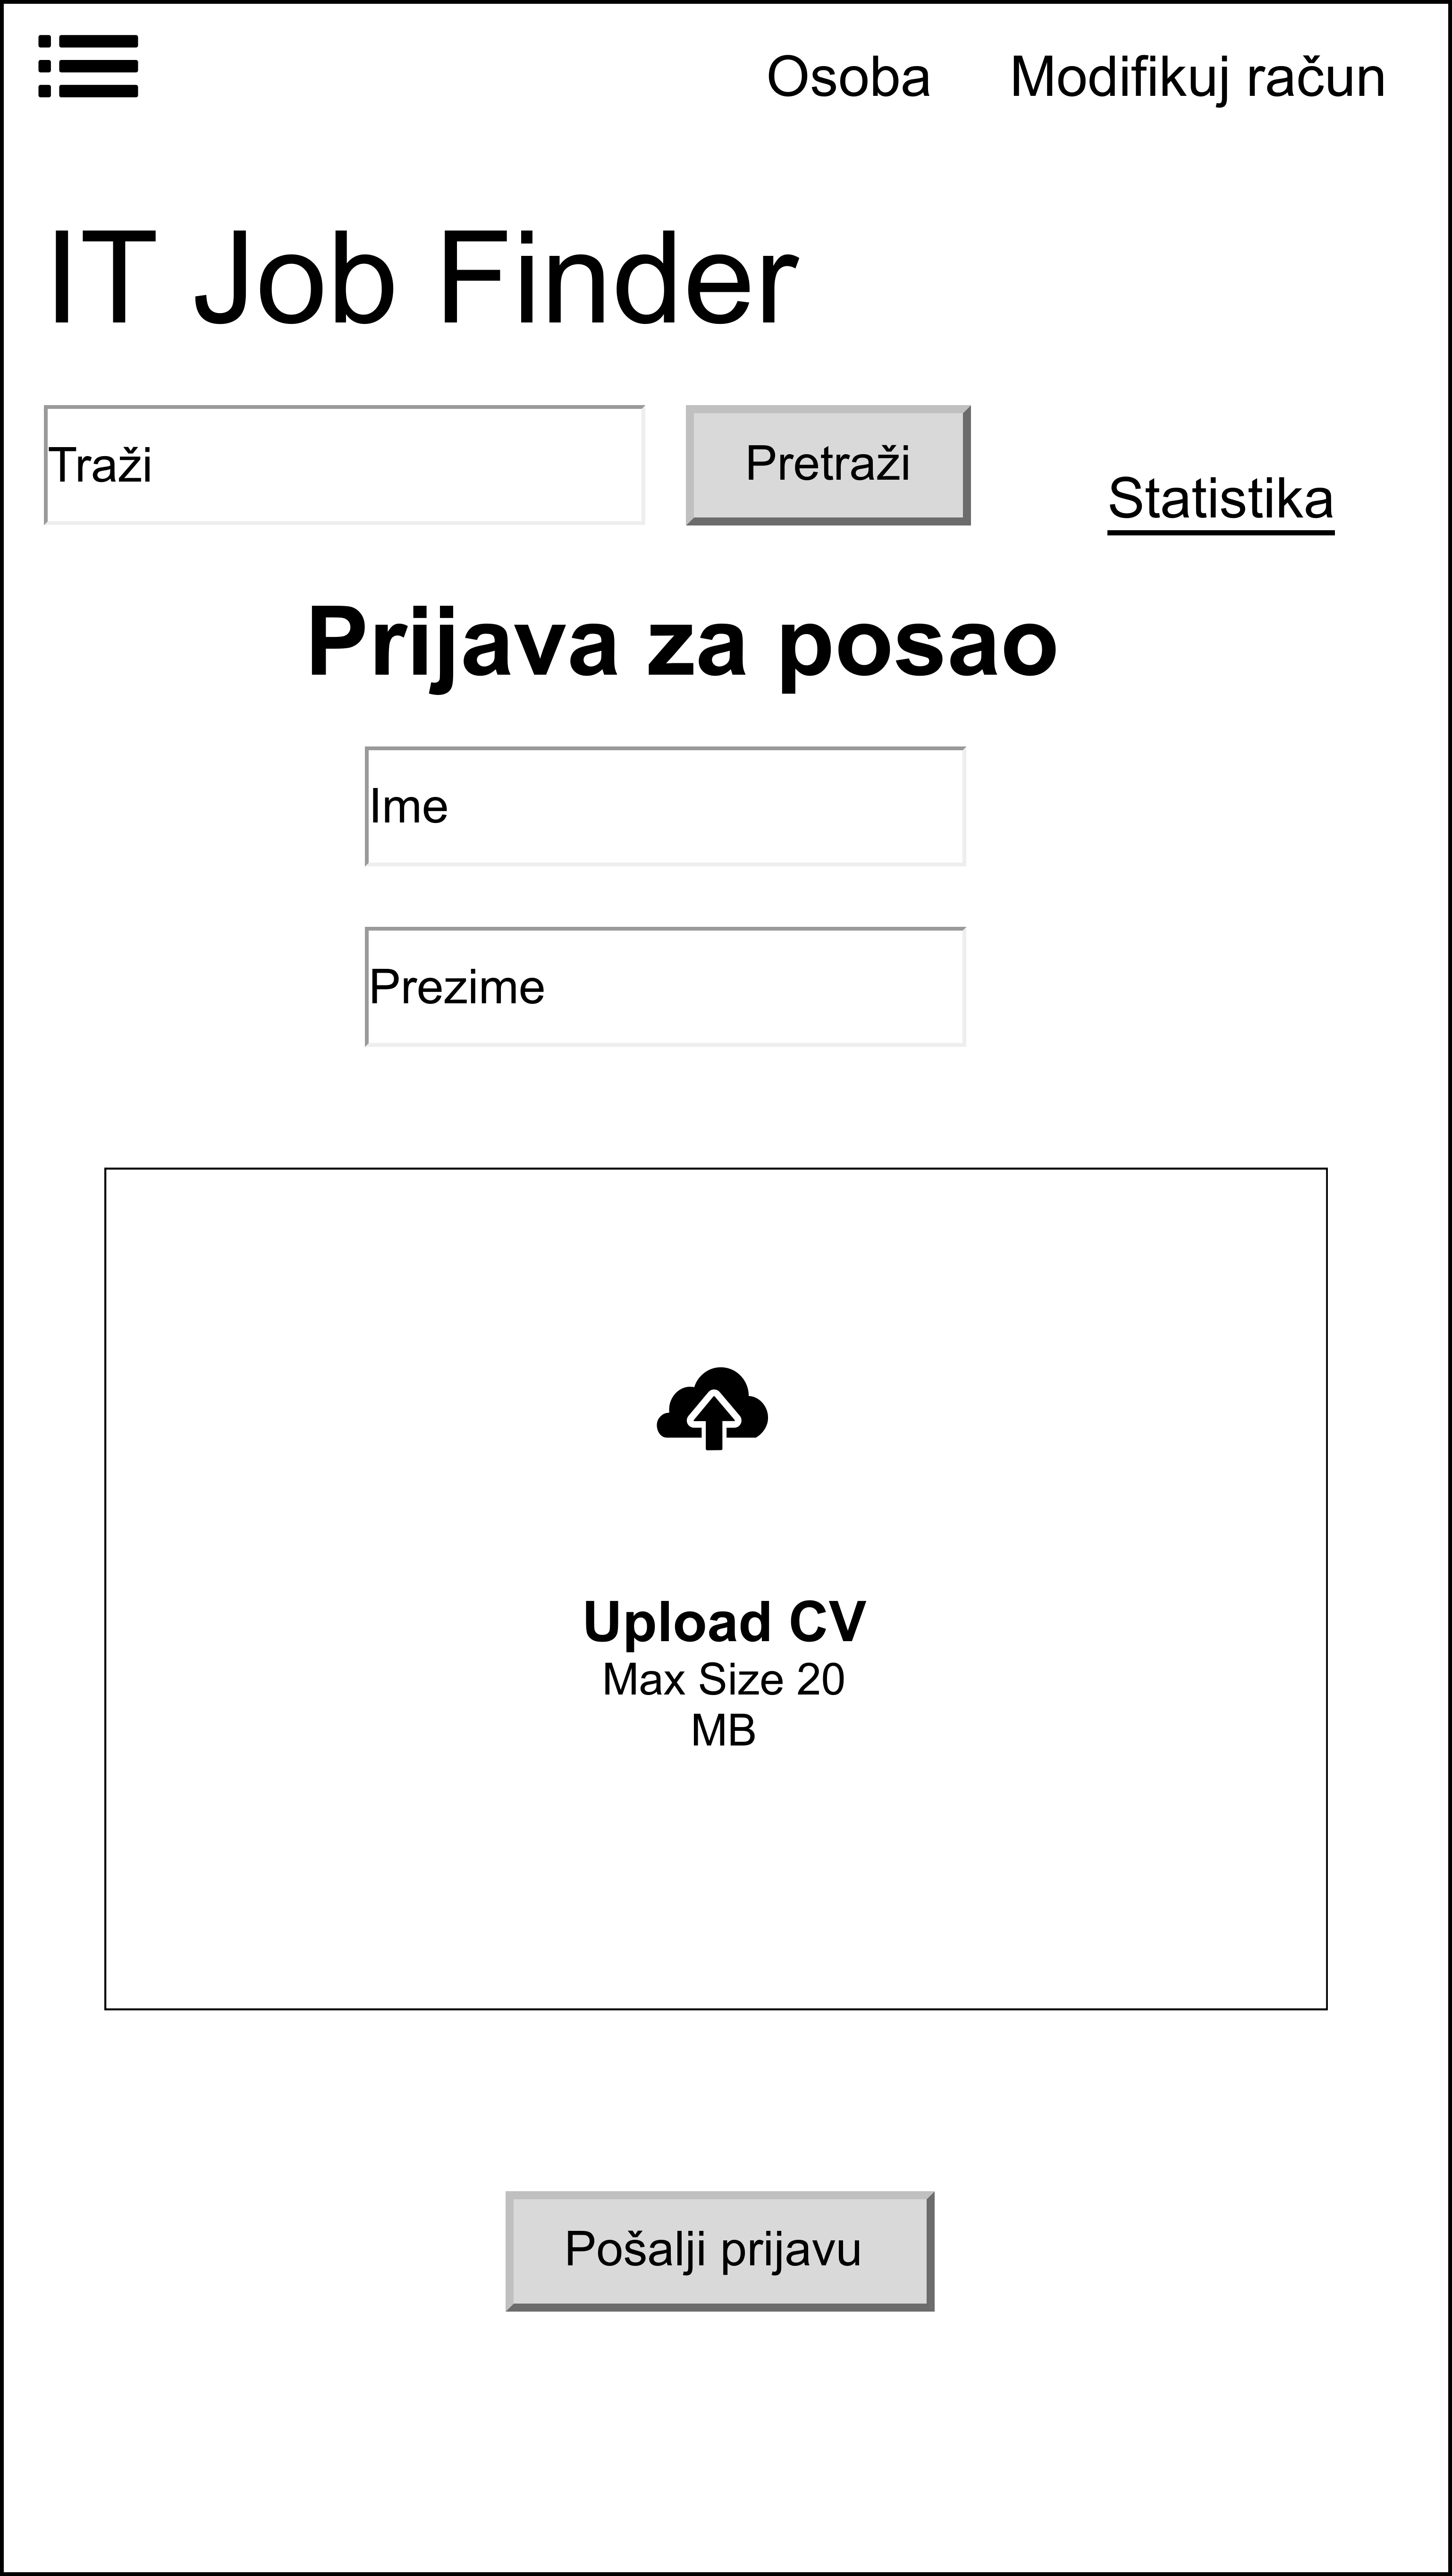 Osoba Modifikuj račun
IT Job Finder
Traži Pretraži
Statistika
Prijava za posao
Ime
Prezime
Upload CV
Max Size 20
MB
Pošalji prijavu